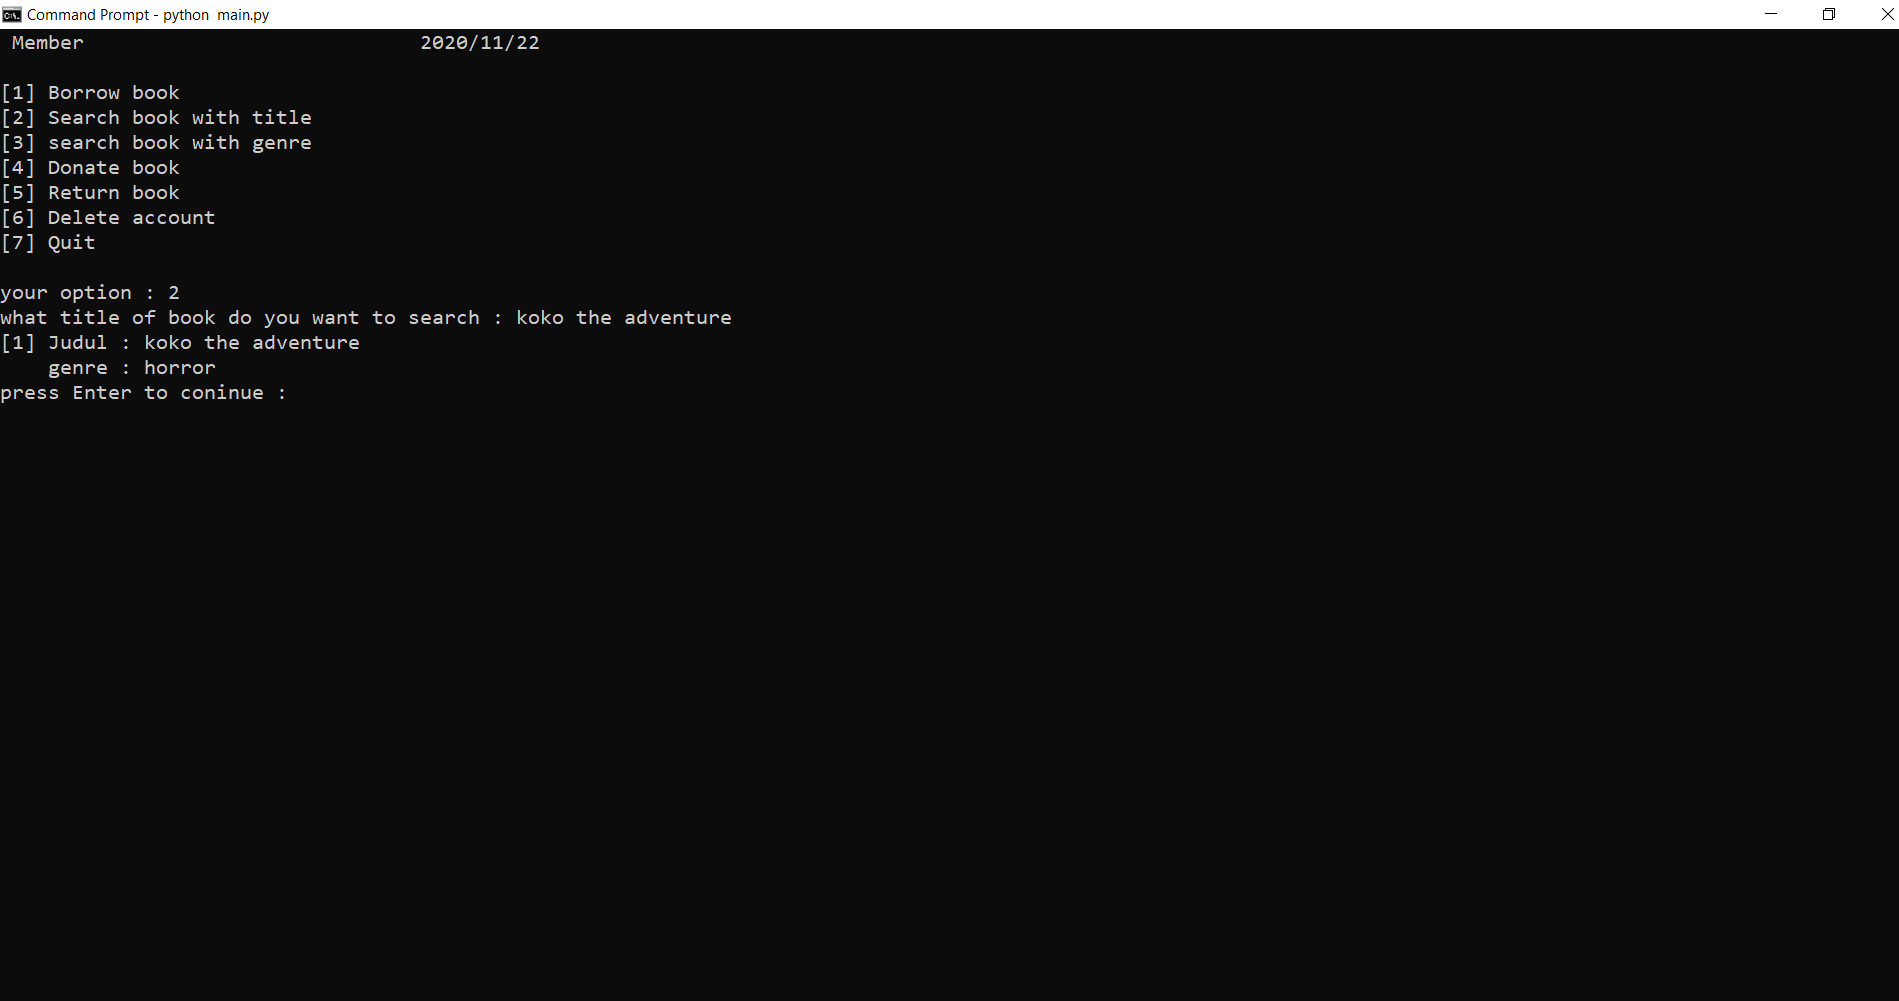 Command Prompt - python  main.py
Member                            2020/11/22
[1] Borrow book
[2] Search book with title
[3] search book with genre
[4] Donate book
[5] Return book
[6] Delete account
[7] Quit
your option : 2
what title of book do you want to search : koko the adventure
[1] Judul : koko the adventure
    genre : horror
press Enter to coninue :